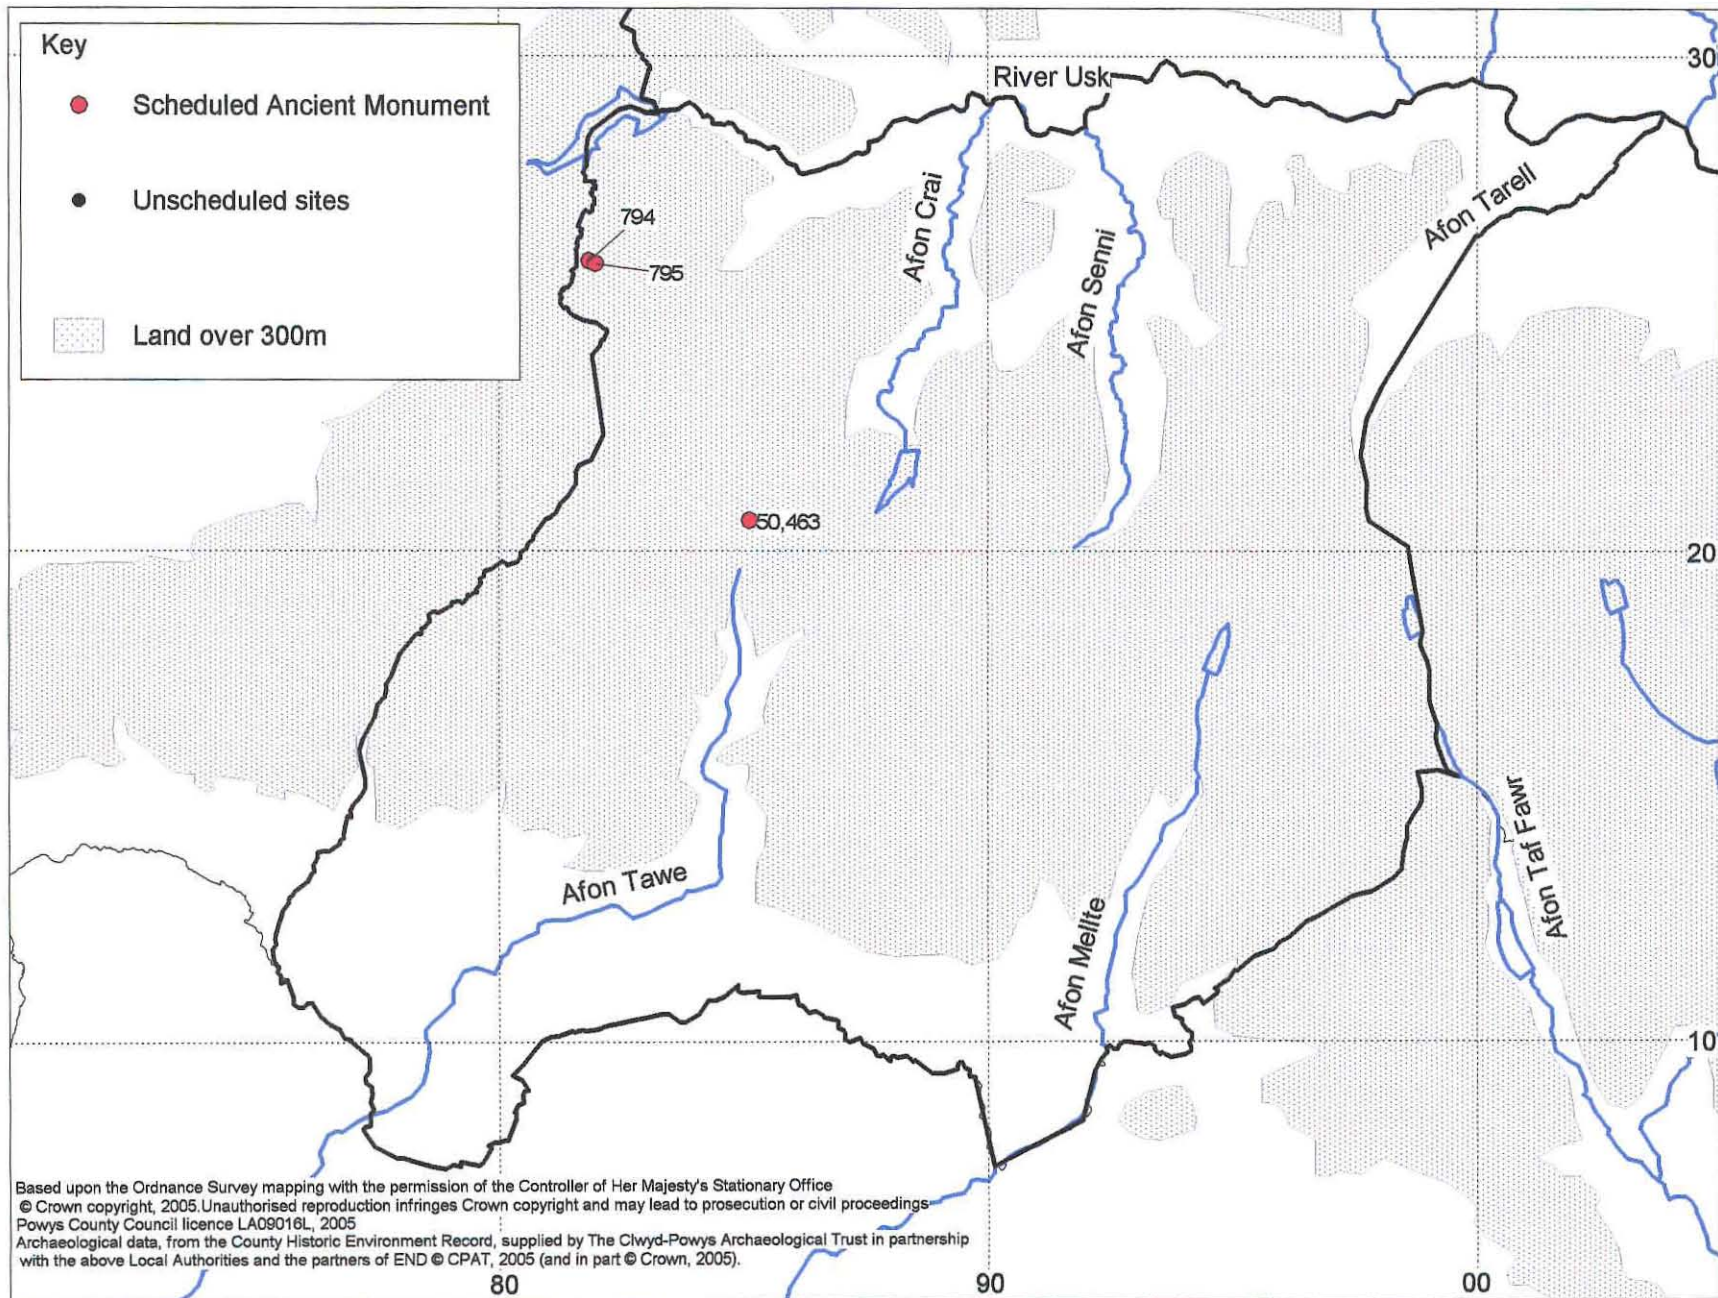 Key
Scheduled Ancient Monument
Unscheduled sites
Land over 300m
30
River Usk
Afon Crai
Afon Senni
Afon Tarell
794
795
50,463
20
Afon Tawe
Afon Mellte
Afon Taf Fawr
10
Based upon the Ordnance Survey mapping with the permission of the Controller of Her Majesty's Stationary Office
© Crown copyright, 2005.Unauthorised reproduction infringes Crown copyright and may lead to prosecution or civil proceedings
Powys County Council licence LA09016L, 2005
Archaeological data, from the County Historic Environment Record, supplied by The Clwyd-Powys Archaeological Trust in partnership
with the above Local Authorities and the partners of END © CPAT, 2005 (and in part © Crown, 2005).
80
90
00